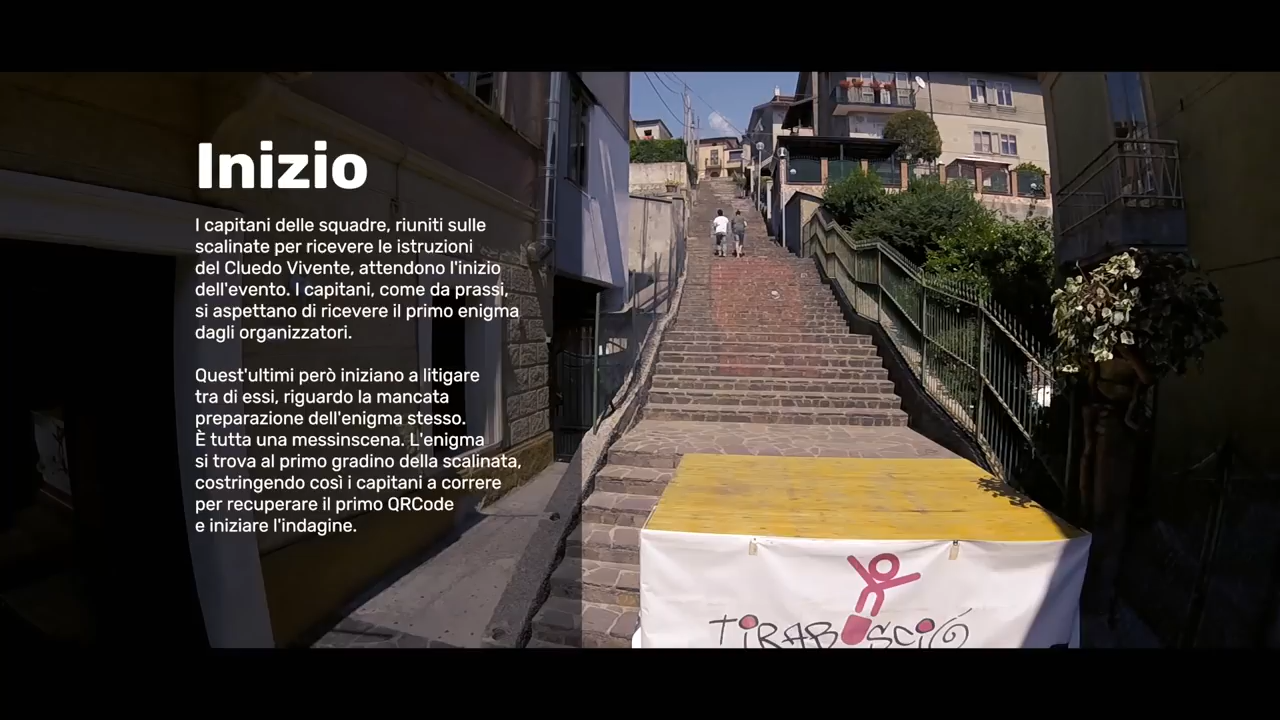 Inizio
I capitani delle squadre, riuniti sulle
scalinate per ricevere le istruzioni
del Cluedo Vivente, attendono l'inizio
dell'evento. I capitani, come da prassi,
si aspettano di ricevere il primo enigma
dagli organizzatori.
Quest'ultimi però iniziano a litigare
tra di essi, riguardo la mancata
preparazione dell'enigma stesso.
È tutta una messinscena. L'enigma
si trova al primo gradino della scalinata,
costringendo così i capitani a correre
per recuperare il primo QRCode
e iniziare l'indagine.
TiRABUSCiÓ